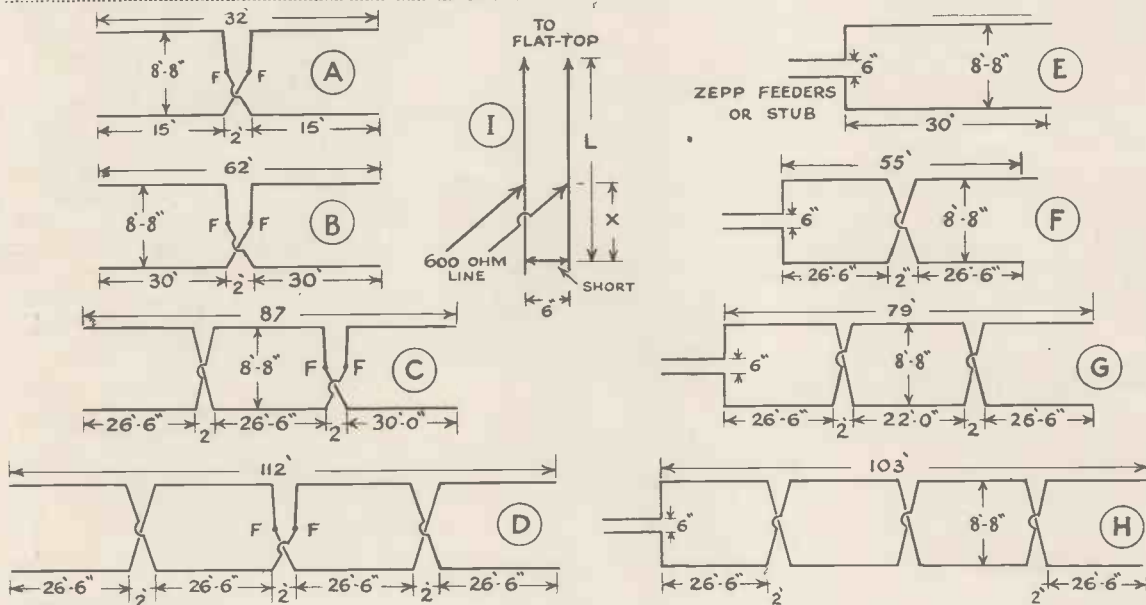 32'
8'-8"
F
F
A
15'
2'
15'
62'
8'-8"
F
F
B
30'
2'
30'
TO
FLAT-TOP
I
L
X
600 OHM
LINE
SHORT
6"
ZEPP FEEDERS
OR STUB
6"
8'-8"
E
30'
55'
6"
8'-8"
F
26'-6"
2"
26'-6"
87
8'-8"
F
F
C
26'-6"
2'
26'-6"
2'
30'-0"
79'
6"
8'-8"
G
26'-6"
2'
22'-0"
2'
26'-6"
112'
F
F
D
26'-6"
2'
26'-6"
2'
26'-6"
2'
26'-6"
103'
6"
8'-8"
H
26'-6"
2'
2'
26'-6"